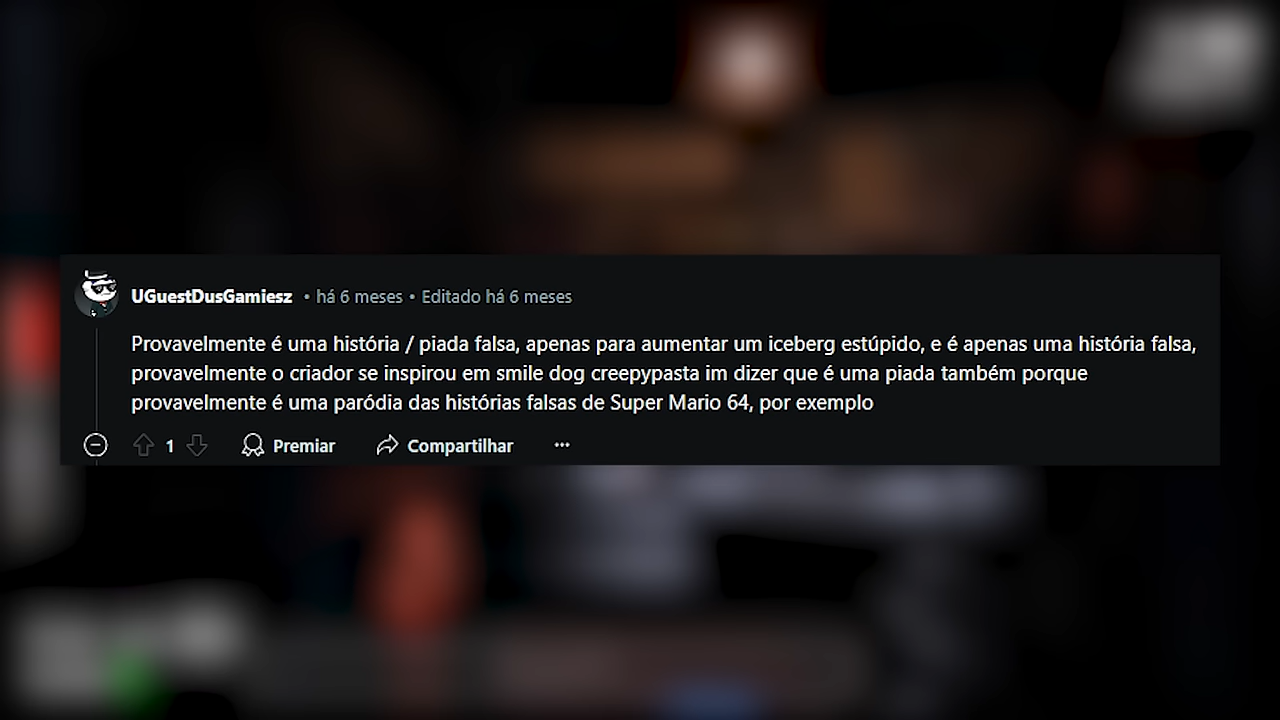 UGuestDusGamiesz • há 6 meses • Editado há 6 meses
Provavelmente é uma história / piada falsa, apenas para aumentar um iceberg estúpido, e é apenas uma história falsa,
provavelmente o criador se inspirou em smile dog creepypasta im dizer que é uma piada também porque
provavelmente é uma paródia das histórias falsas de Super Mario 64, por exemplo
1 Premiar Compartilhar ...